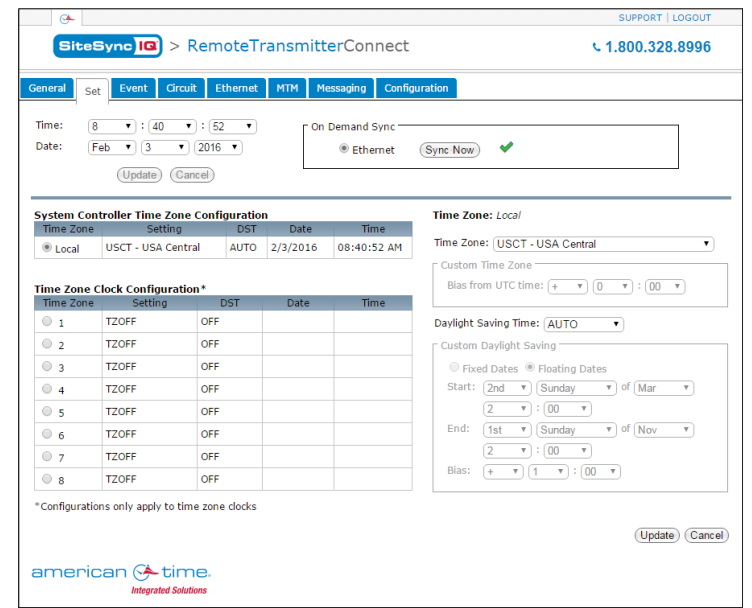 SUPPORT | LOGOUT
SiteSync IQ > RemoteTransmitterConnect
1.800.328.8996
General Set Event Circuit Ethernet MTM Messaging Configuration
Time: 8 : 40 : 52
Date: Feb 3 2016
Update Cancel
On Demand Sync
Ethernet Sync Now
System Controller Time Zone Configuration
Time Zone Setting DST Date Time
Local USCT - USA Central AUTO 2/3/2016 08:40:52 AM
Time Zone Clock Configuration*
Time Zone Setting DST Date Time
1 TZOFF OFF
2 TZOFF OFF
3 TZOFF OFF
4 TZOFF OFF
5 TZOFF OFF
6 TZOFF OFF
7 TZOFF OFF
8 TZOFF OFF
*Configurations only apply to time zone clocks
Time Zone: Local
Time Zone: USCT - USA Central
Custom Time Zone
Bias from UTC time: + 0 : 00
Daylight Saving Time: AUTO
Custom Daylight Saving
Fixed Dates Floating Dates
Start: 2nd Sunday of Mar
2 : 00
End: 1st Sunday of Nov
2 : 00
Bias: + 1 : 00
Update Cancel
american time.
Integrated Solutions